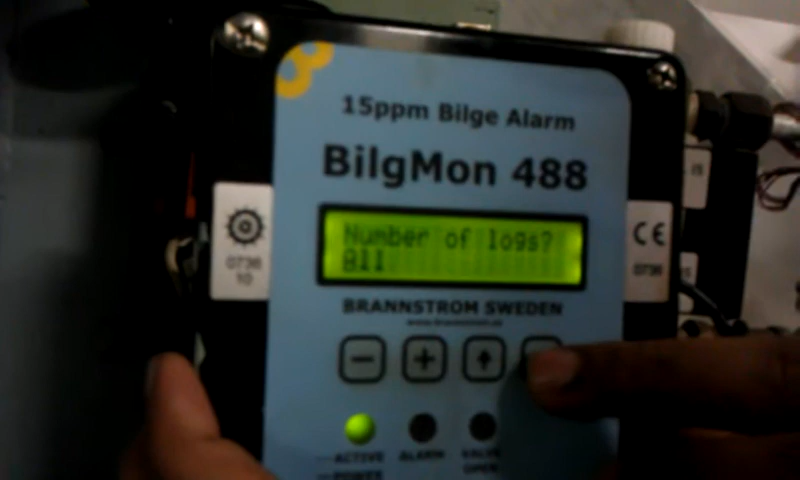 15ppm Bilge Alarm
BilgMon 488
Number of logs?
All
BRANNSTROM SWEDEN
CE
0736
10
0736
ACTIVE
ALARM
VALVE
POWER
OPEN